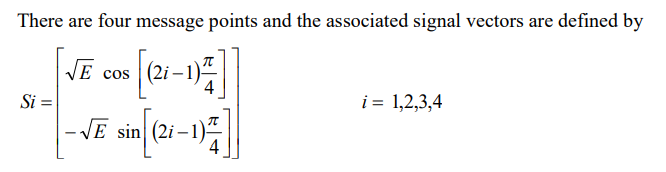 There are four message points and the associated signal vectors are defined by
Si = [ √E cos [(2i – 1) π/4]
– √E sin [(2i – 1) π/4] ] i = 1,2,3,4